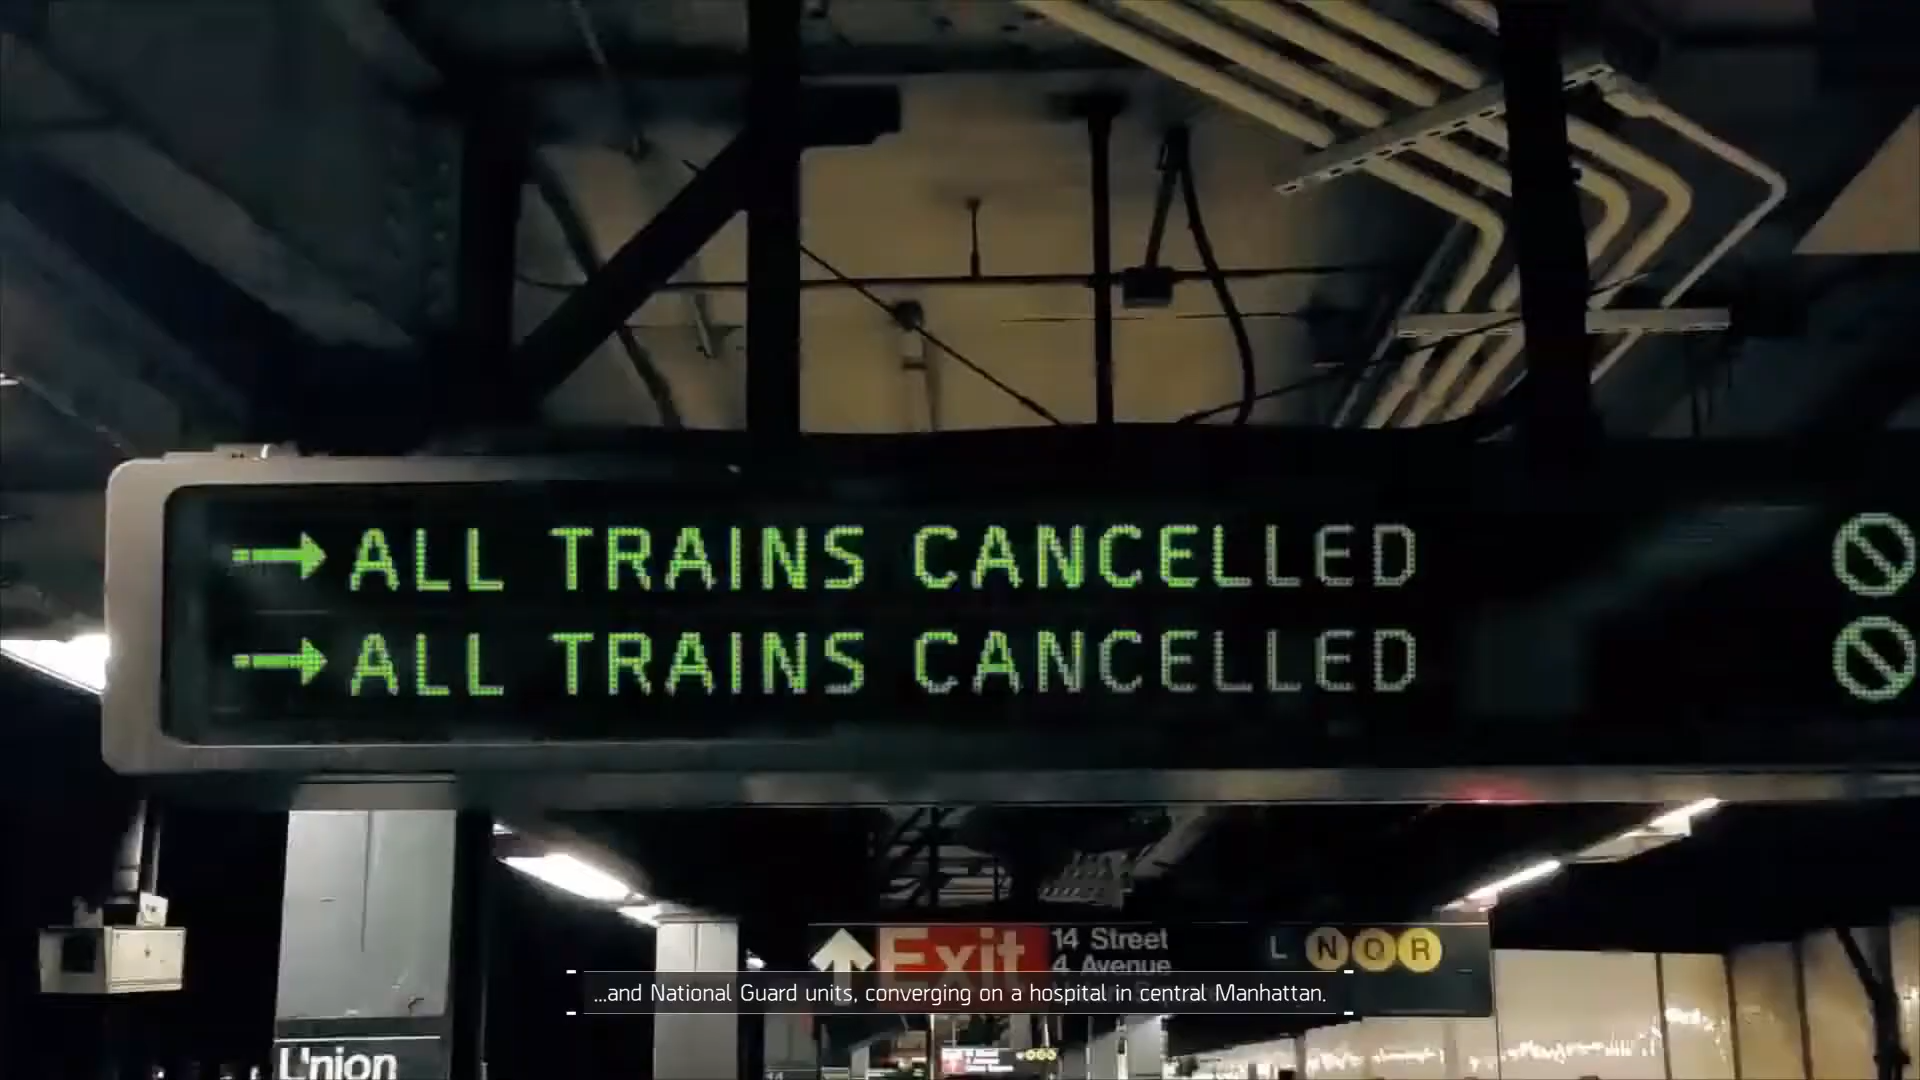 →ALL TRAINS CANCELLED
→ALL TRAINS CANCELLED
Exit
14 Street
4 Avenue
L N Q R
...and National Guard units, converging on a hospital in central Manhattan.
Union